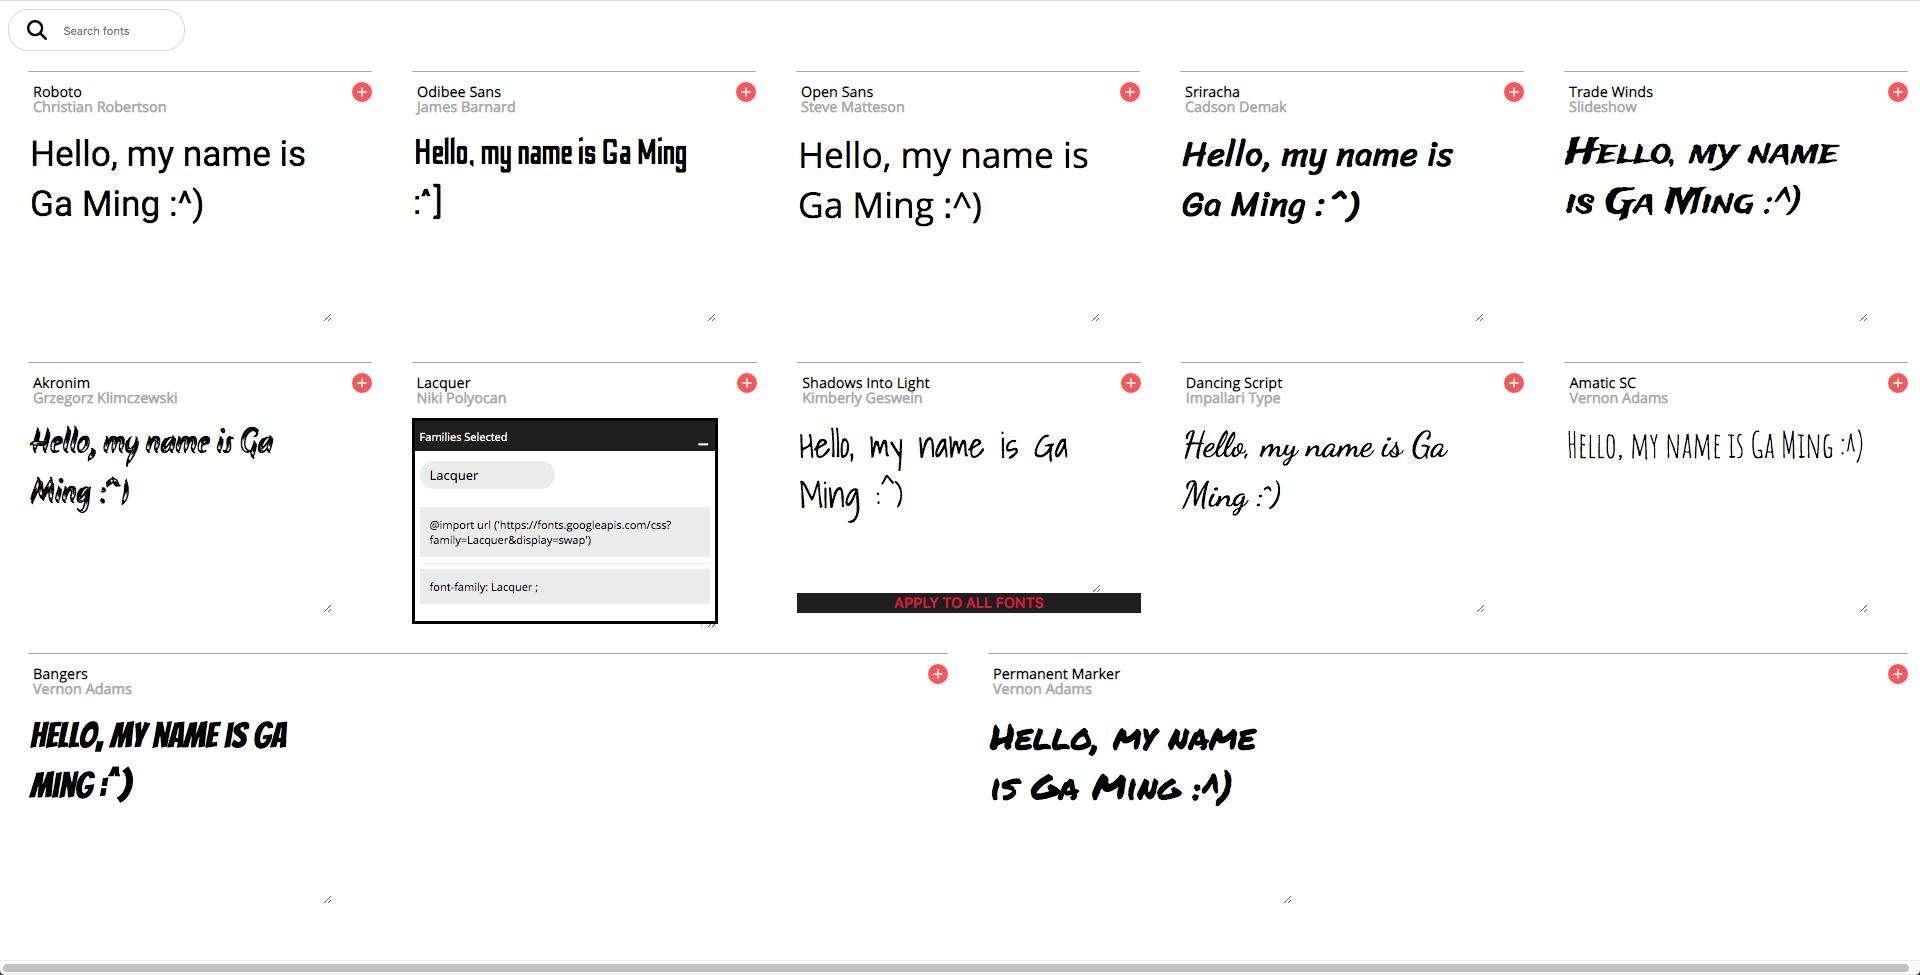 Search fonts
Roboto
Christian Robertson
Hello, my name is
Ga Ming :^)
Odibee Sans
James Barnard
Hello, my name is Ga Ming
:^]
Open Sans
Steve Matteson
Hello, my name is
Ga Ming :^)
Sriracha
Cadson Demak
Hello, my name is
Ga Ming :^)
Trade Winds
Slideshow
Hello, my name
is Ga Ming :^)
Akronim
Grzegorz Klimczewski
Hello, my name is Ga
Ming :^)
Lacquer
Niki Polyocan
Families Selected
Lacquer
@import url ('https://fonts.googleapis.com/css?
family=Lacquer&display=swap')
font-family: Lacquer ;
Shadows Into Light
Kimberly Geswein
Hello, my name is Ga
Ming :^)
APPLY TO ALL FONTS
Dancing Script
Impallari Type
Hello, my name is Ga
Ming :^)
Amatic SC
Vernon Adams
Hello, my name is Ga Ming :^)
Bangers
Vernon Adams
HELLO, MY NAME IS GA
MING :^)
Permanent Marker
Vernon Adams
Hello, my name
is Ga Ming :^)